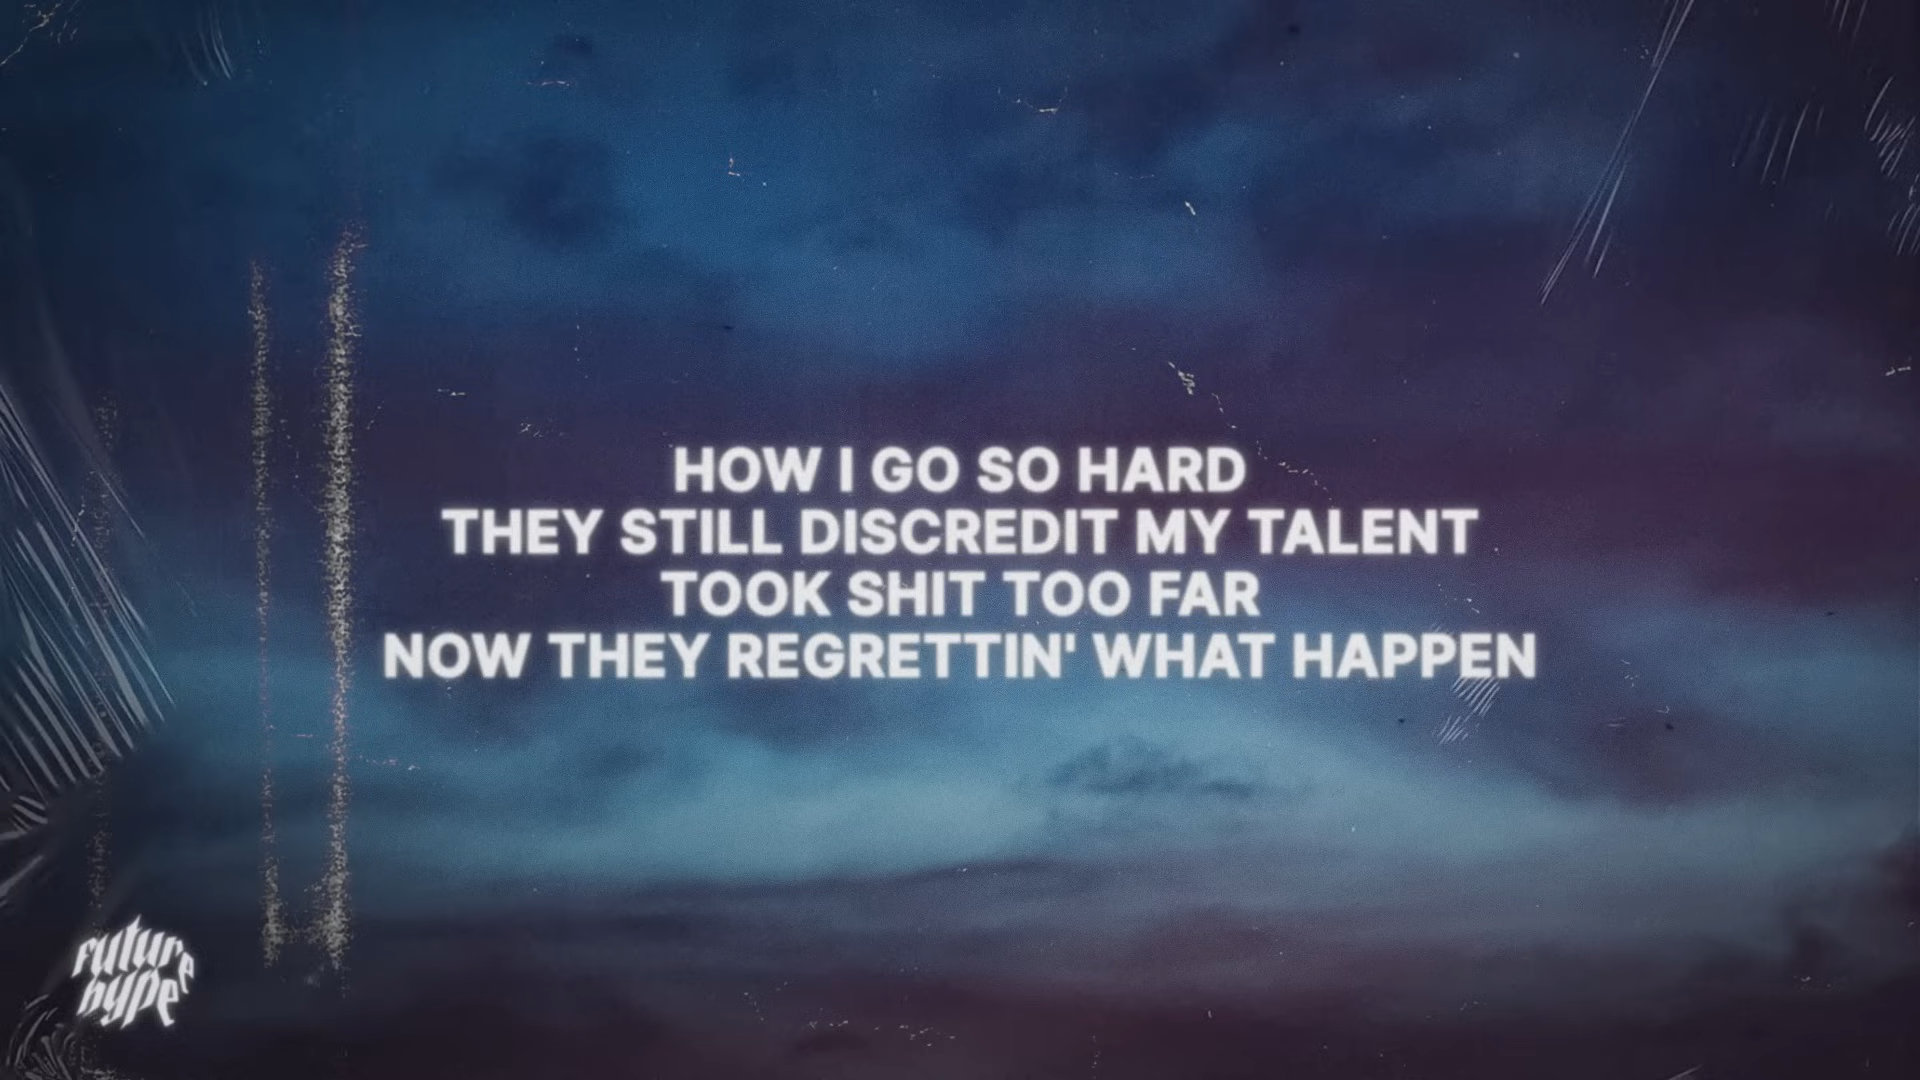 HOW I GO SO HARD
THEY STILL DISCREDIT MY TALENT
TOOK SHIT TOO FAR
NOW THEY REGRETTIN' WHAT HAPPEN
future
hype